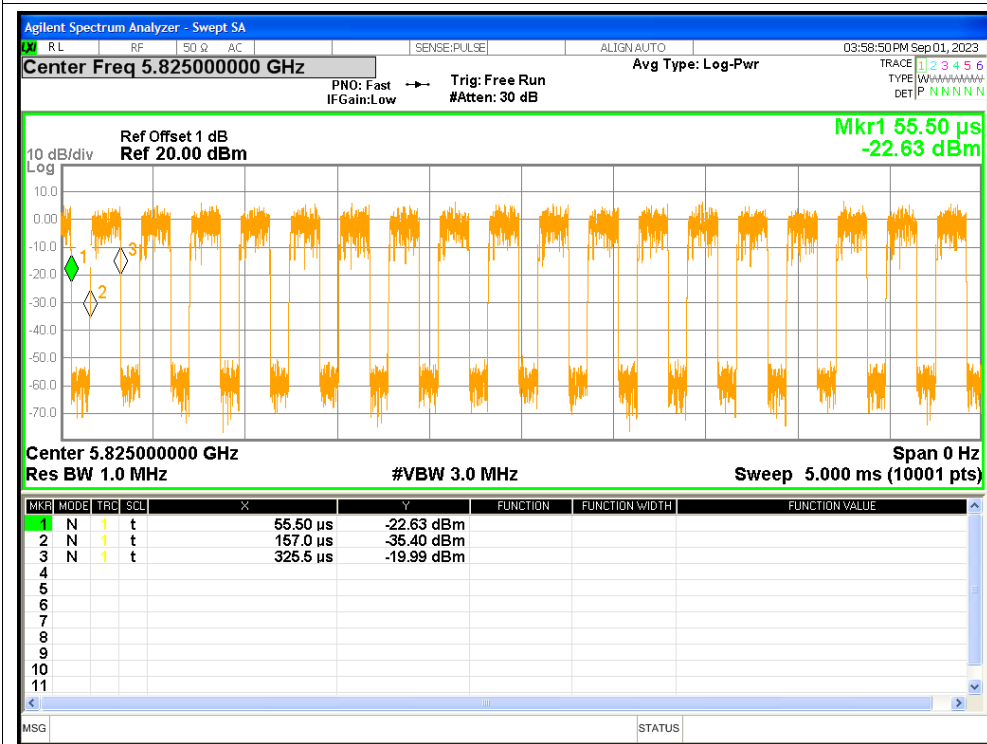 Agilent Spectrum Analyzer - Swept SA
LXI RL RF 50 Ω AC SENSE:PULSE ALIGN AUTO 03:58:50 PM Sep 01, 2023
Center Freq 5.825000000 GHz Avg Type: Log-Pwr TRACE 1 2 3 4 5 6
PNO: Fast Trig: Free Run TYPE W
IFGain:Low #Atten: 30 dB DET P N N N N N
Mkr1 55.50 µs
Ref Offset 1 dB
10 dB/div Ref 20.00 dBm -22.63 dBm
Log
10.0
0.00
-10.0
1 3
-20.0
2
-30.0
-40.0
-50.0
-60.0
-70.0
Center 5.825000000 GHz Span 0 Hz
Res BW 1.0 MHz #VBW 3.0 MHz Sweep 5.000 ms (10001 pts)
MKR MODE TRC SCL X Y FUNCTION FUNCTION WIDTH FUNCTION VALUE
1 N 1 t 55.50 µs -22.63 dBm
2 N 1 t 157.0 µs -35.40 dBm
3 N 1 t 325.5 µs -19.99 dBm
4
5
6
7
8
9
10
11
MSG STATUS